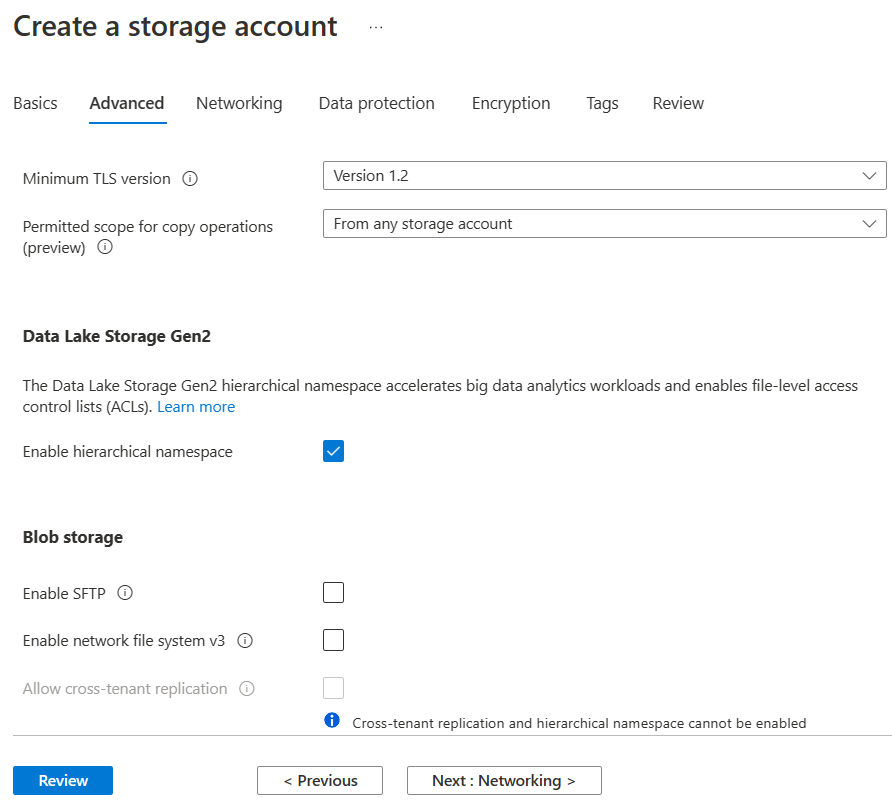 Create a storage account ...
Basics Advanced Networking Data protection Encryption Tags Review
Minimum TLS version Version 1.2
Permitted scope for copy operations From any storage account
(preview)
Data Lake Storage Gen2
The Data Lake Storage Gen2 hierarchical namespace accelerates big data analytics workloads and enables file-level access
control lists (ACLs). Learn more
Enable hierarchical namespace
Blob storage
Enable SFTP
Enable network file system v3
Allow cross-tenant replication
Cross-tenant replication and hierarchical namespace cannot be enabled
Review < Previous Next : Networking >